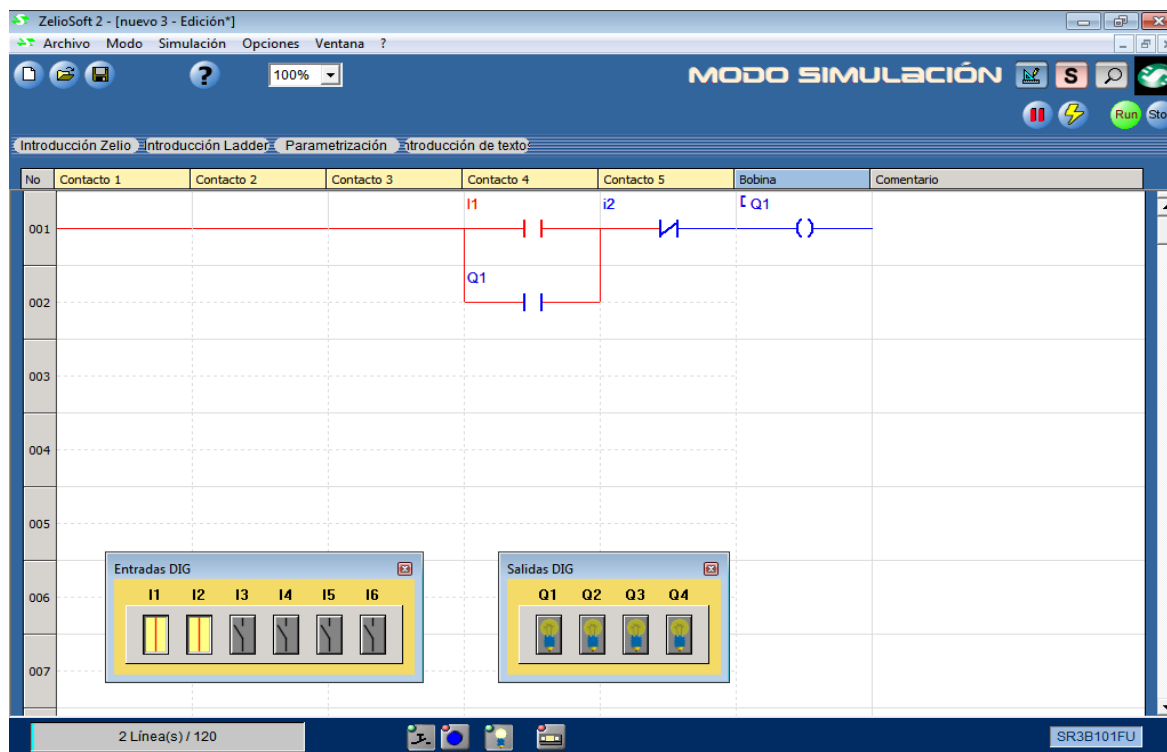 ZelioSoft 2 - [nuevo 3 - Edición*]
Archivo Modo Simulación Opciones Ventana ?
? 100% MODO SIMULACIÓN S
Run Sto
Introducción Zelio Introducción Ladder Parametrización ntroducción de textos
No Contacto 1 Contacto 2 Contacto 3 Contacto 4 Contacto 5 Bobina Comentario
I1 i2 [ Q1
001
Q1
002
003
004
005
Entradas DIG Salidas DIG
I1 I2 I3 I4 I5 I6 Q1 Q2 Q3 Q4
006
007
2 Línea(s) / 120 SR3B101FU